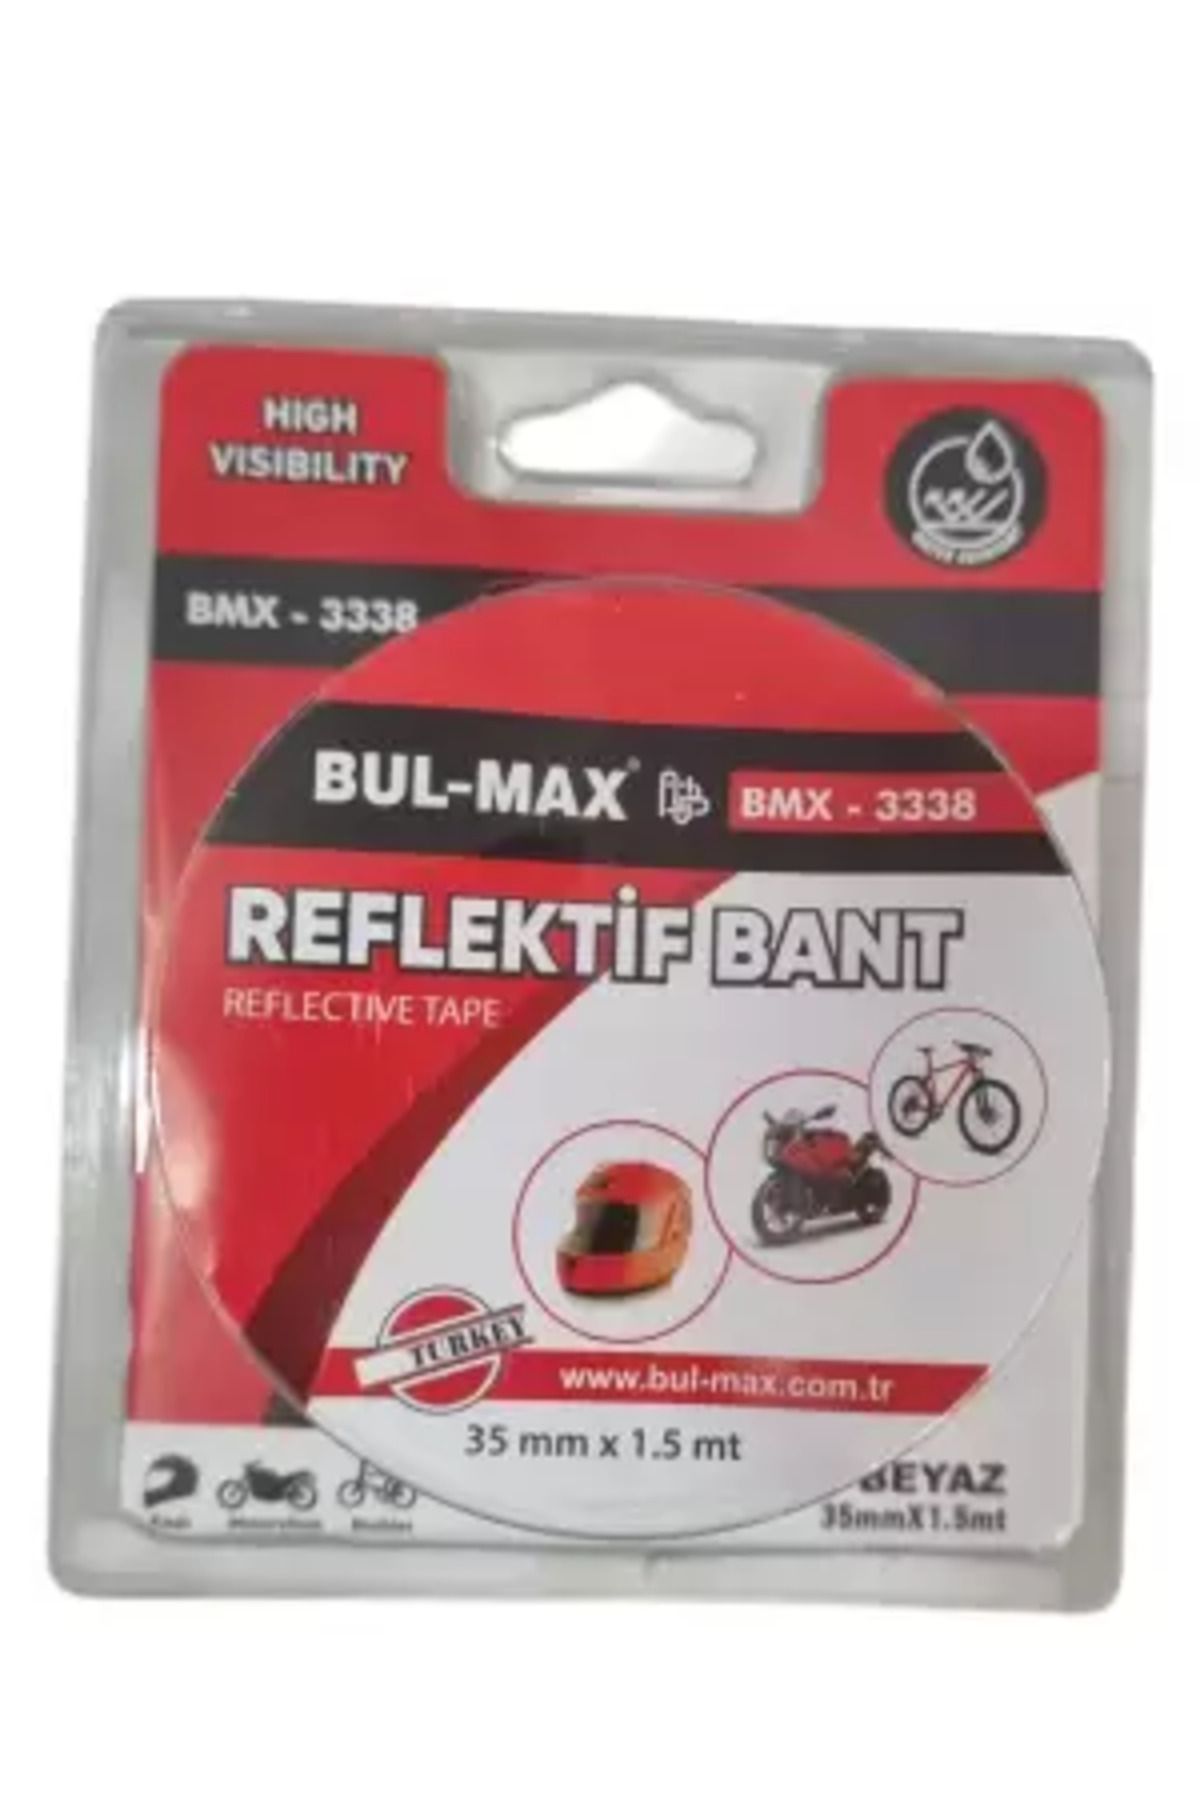 HIGH
VISIBILITY
BMX - 3338
BUL-MAX®
BMX - 3338
REFLEKTİF BANT
REFLECTIVE TAPE
TURKEY
www.bul-max.com.tr
35 mm x 1.5 mt
BEYAZ
35mmX1.5mt